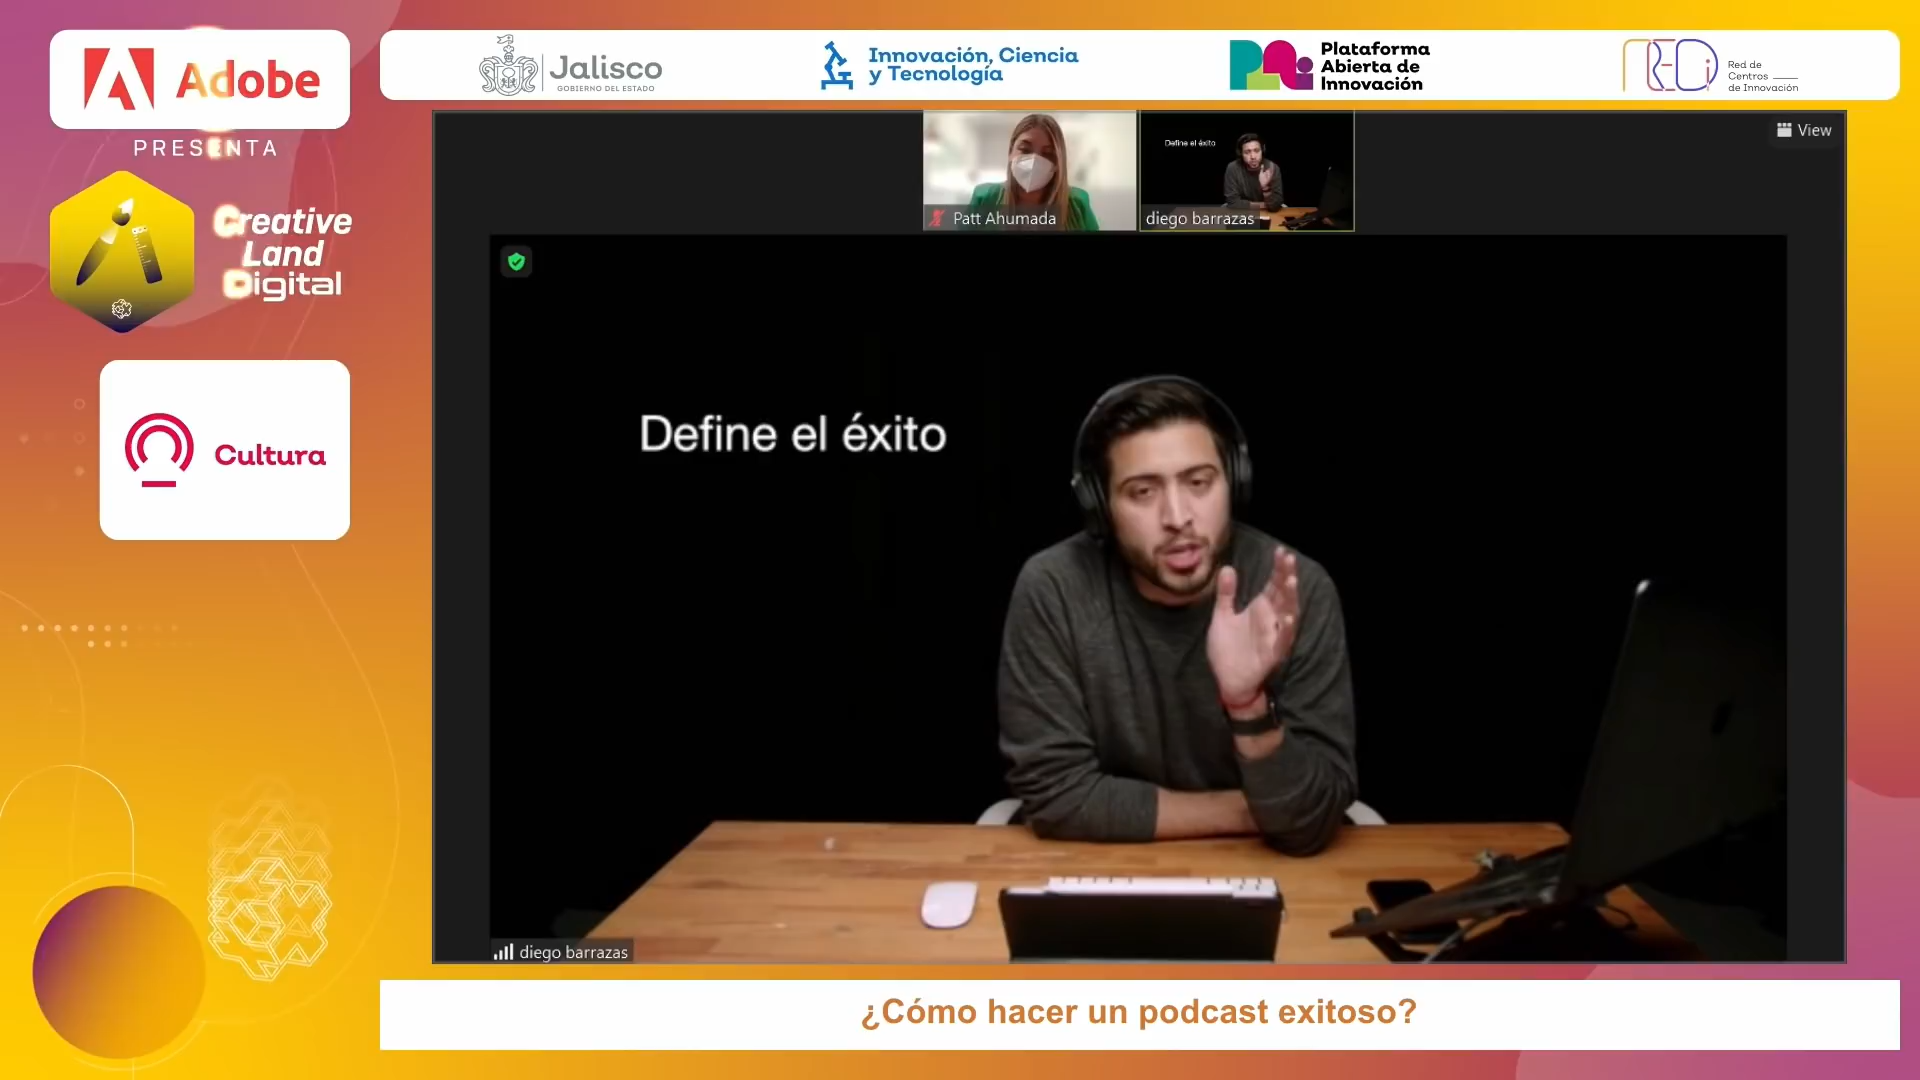 Adobe
PRESENTA
Creative
Land
Digital
Cultura
Jalisco
GOBIERNO DEL ESTADO
Innovación, Ciencia
y Tecnología
Plataforma
Abierta de
Innovación
REDi
Red de
Centros
de Innovación
View
Patt Ahumada
Define el éxito
diego barrazas
Define el éxito
diego barrazas
¿Cómo hacer un podcast exitoso?